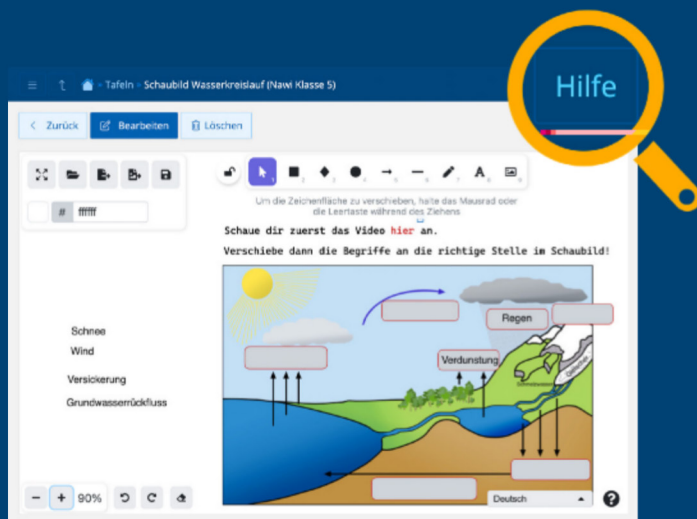 Hilfe
Tafeln - Schaubild Wasserkreislauf (Nawi Klasse 5)
< Zurück
Bearbeiten
Löschen
# ffffff
Um die Zeichenfläche zu verschieben, halte das Mausrad oder
die Leertaste während des Ziehens
Schaue dir zuerst das Video hier an.
Verschiebe dann die Begriffe an die richtige Stelle im Schaubild!
Schnee
Wind
Versickerung
Grundwasserrückfluss
Regen
Verdunstung
Schmelzwasser
Gletscher
- + 90%
Deutsch
?